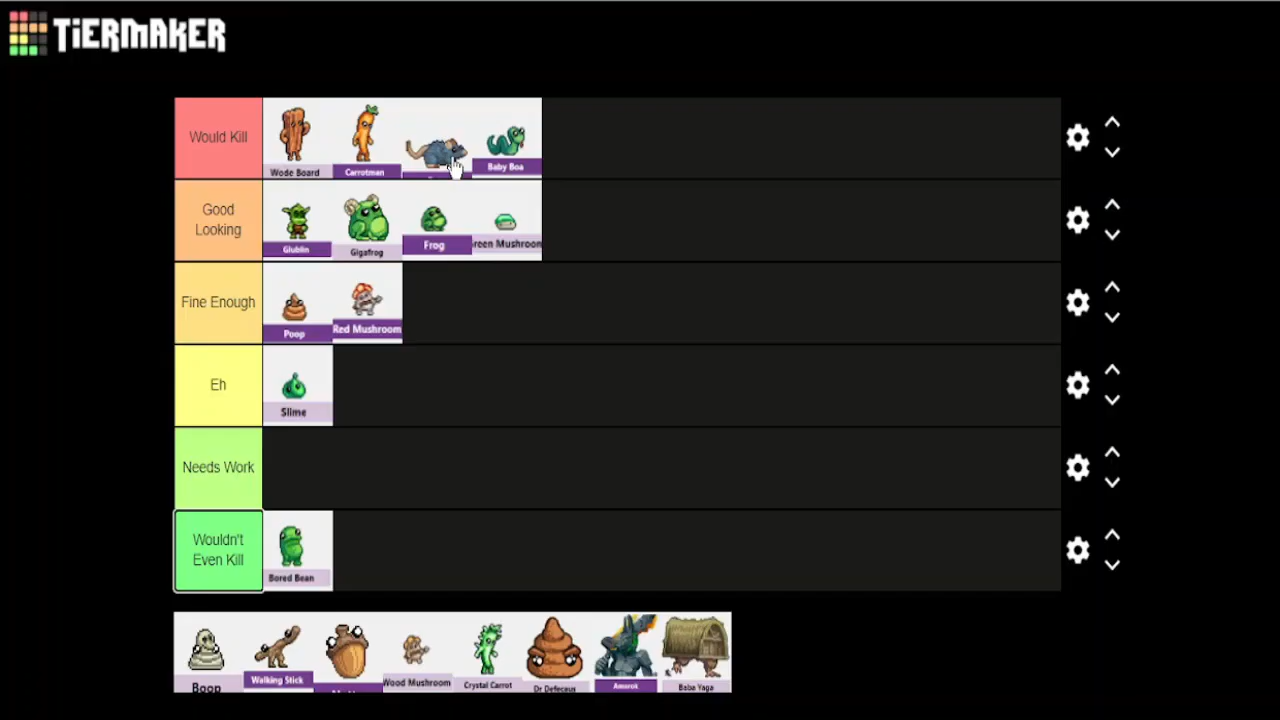 TiERMAKER
Would Kill
Wode Board
Carrotman
Baby Boa
Good
Looking
Glublin
Gigafrog
Frog
reen Mushroom
Fine Enough
Poop
Red Mushroom
Eh
Slime
Needs Work
Wouldn't
Even Kill
Bored Bean
Boop
Walking Stick
Wood Mushroom
Crystal Carrot
Dr Defecaus
Amorok
Baba Yaga